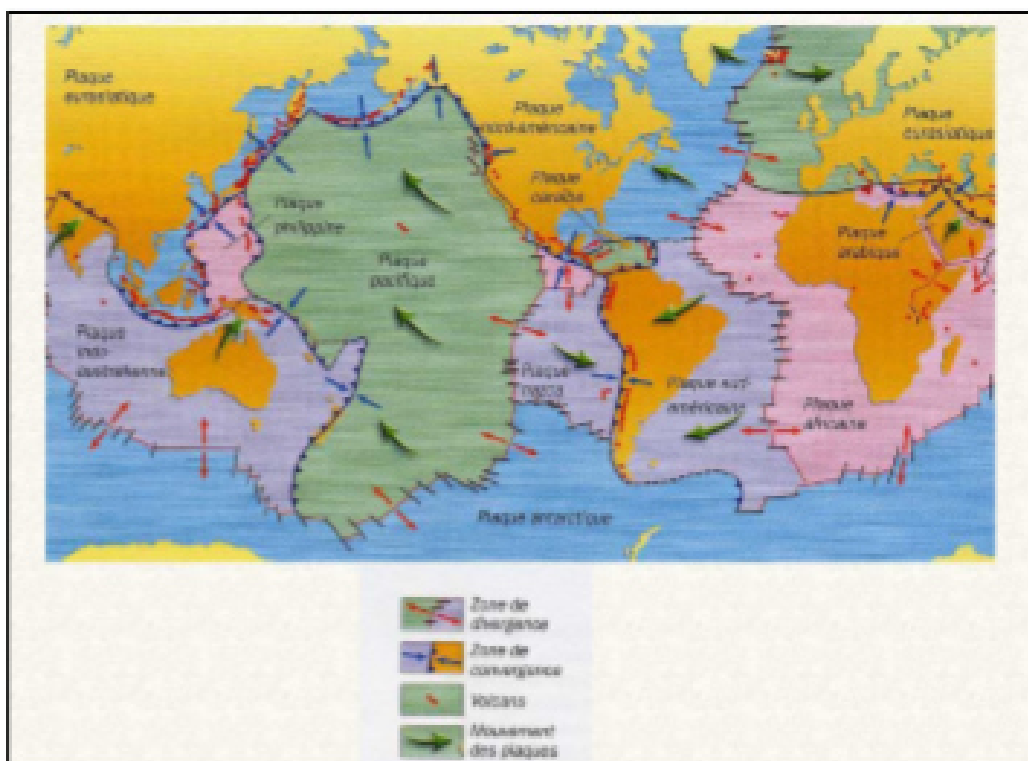 Plaque
eurasiatique
Plaque
nord-américaine
Plaque
eurasiatique
Plaque
caraïbe
Plaque
philippine
Plaque
arabique
Plaque
pacifique
Plaque
indo-
australienne
Plaque
nazca
Plaque sud-
américaine
Plaque
africaine
Plaque antarctique
Zone de
divergence
Zone de
convergence
Volcans
Mouvement
des plaques